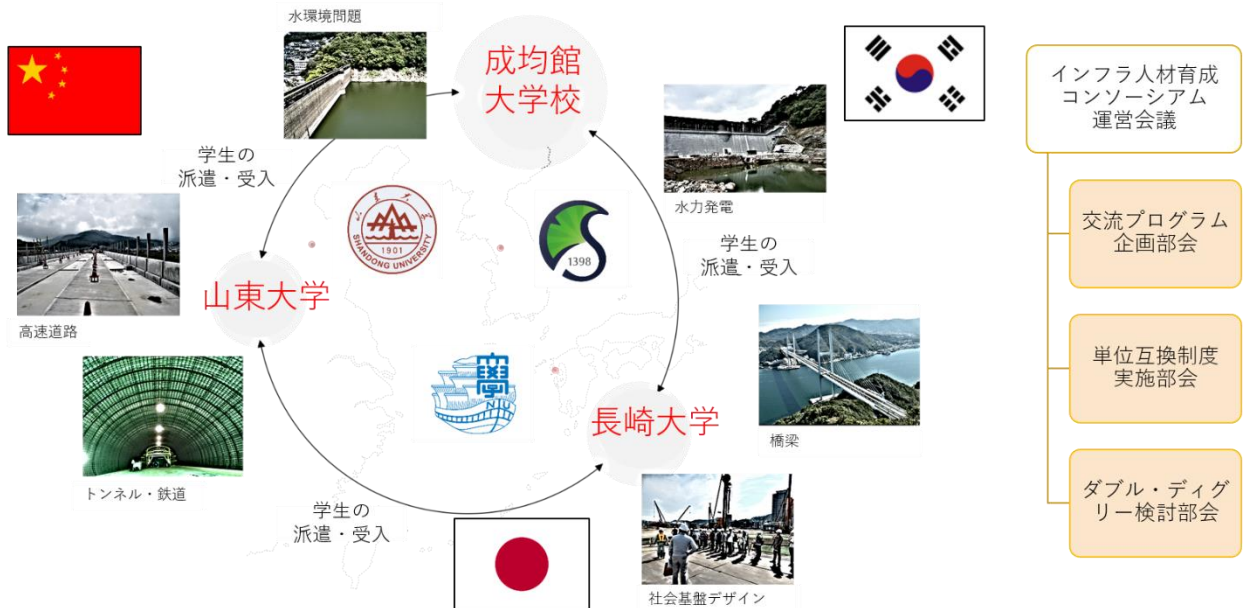 水環境問題
成均館
大学校
学生の
派遣・受入
水力発電
学生の
派遣・受入
SHANDONG UNIVERSITY
1901
1398
山東大学
高速道路
トンネル・鉄道
NIU
長崎大学
橋梁
学生の
派遣・受入
社会基盤デザイン
インフラ人材育成
コンソーシアム
運営会議
交流プログラム
企画部会
単位互換制度
実施部会
ダブル・ディグ
リー検討部会